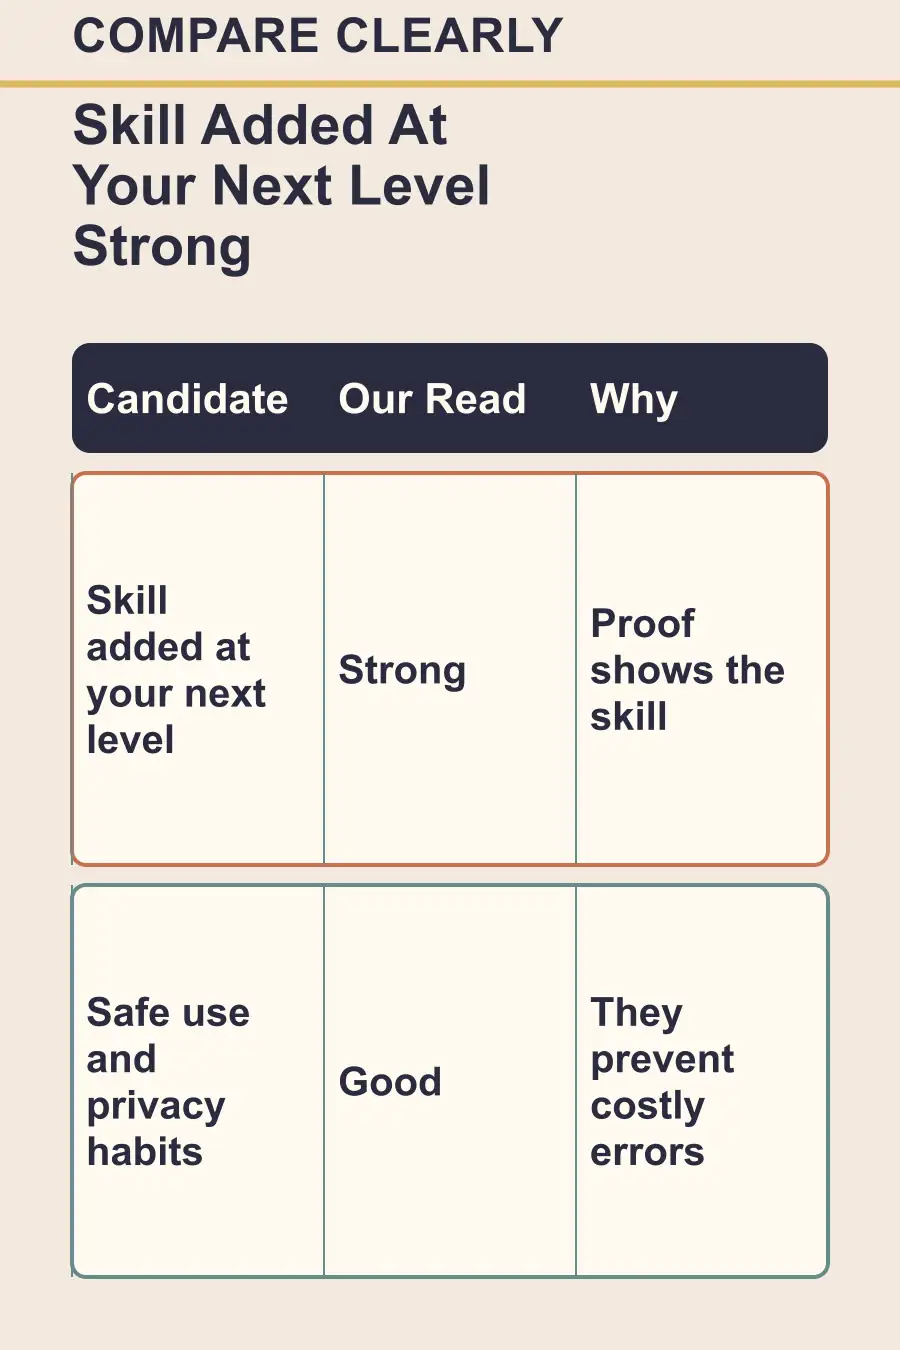 COMPARE CLEARLY
Skill Added At
Your Next Level
Strong
Candidate Our Read Why
Skill
added at
your next
level
Strong
Proof
shows the
skill
Safe use
and
privacy
habits
Good
They
prevent
costly
errors